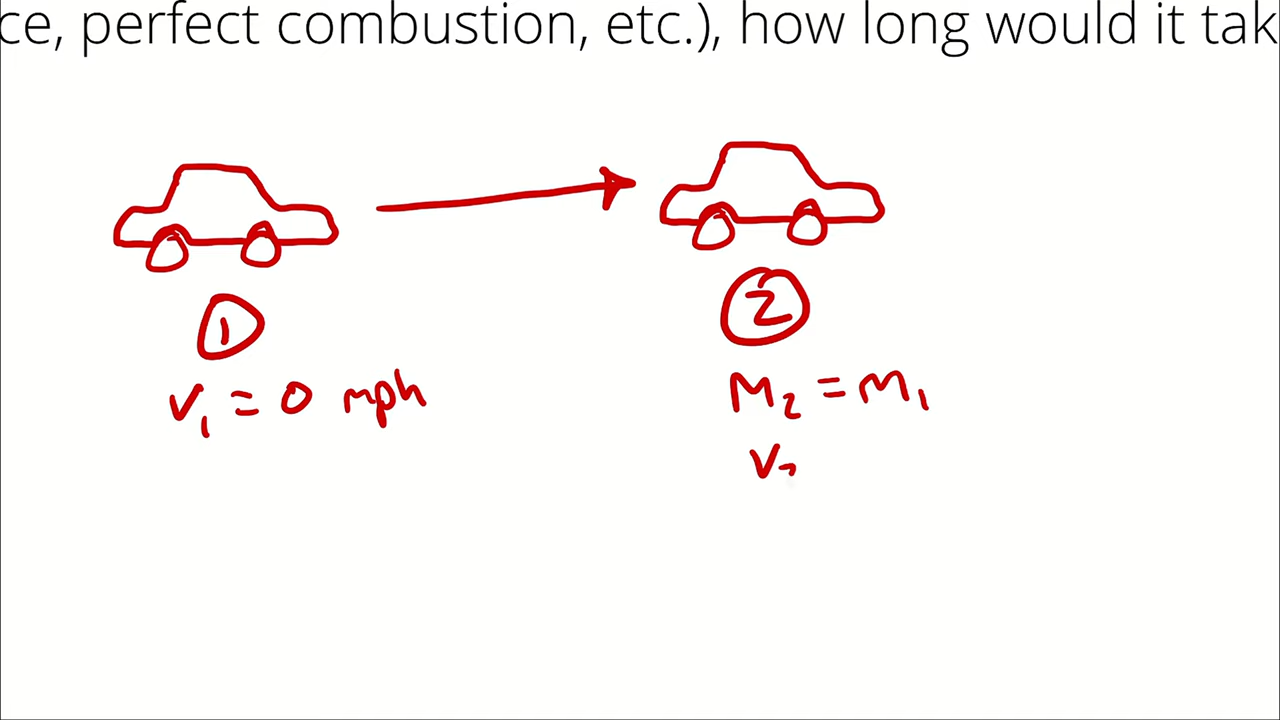 ce, perfect combustion, etc.), how long would it tak
1
2
V₁ = 0 mph
M₂ = M₁
V